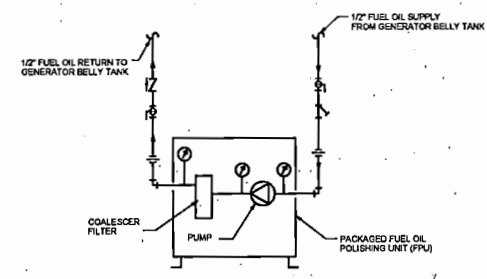 1/2" FUEL OIL SUPPLY
FROM GENERATOR BELLY TANK
1/2" FUEL OIL RETURN TO
GENERATOR BELLY TANK
COALESCER
FILTER
PUMP
PACKAGED FUEL OIL
POLISHING UNIT (FPU)